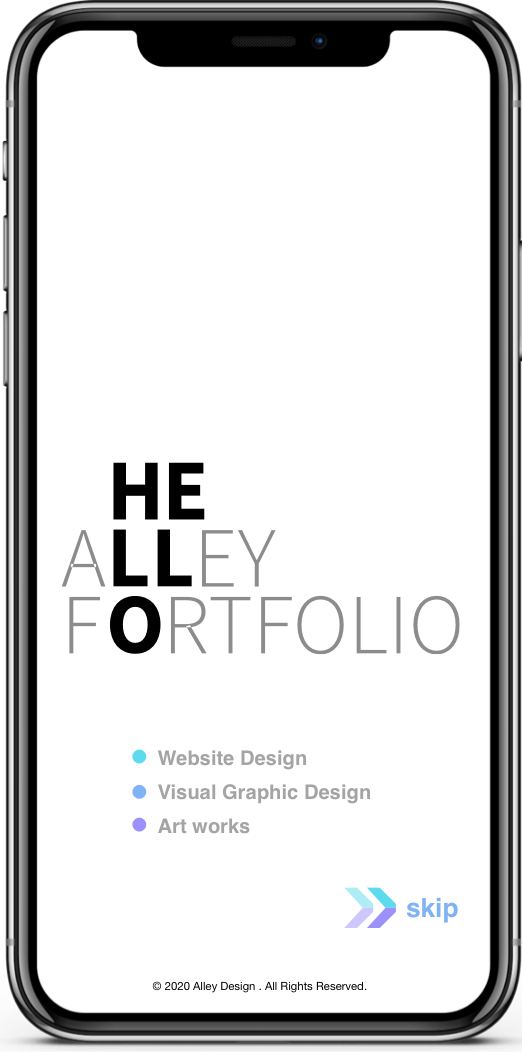 HE
ALLEY
FORTFOLIO
Website Design
Visual Graphic Design
Art works
skip
© 2020 Alley Design . All Rights Reserved.